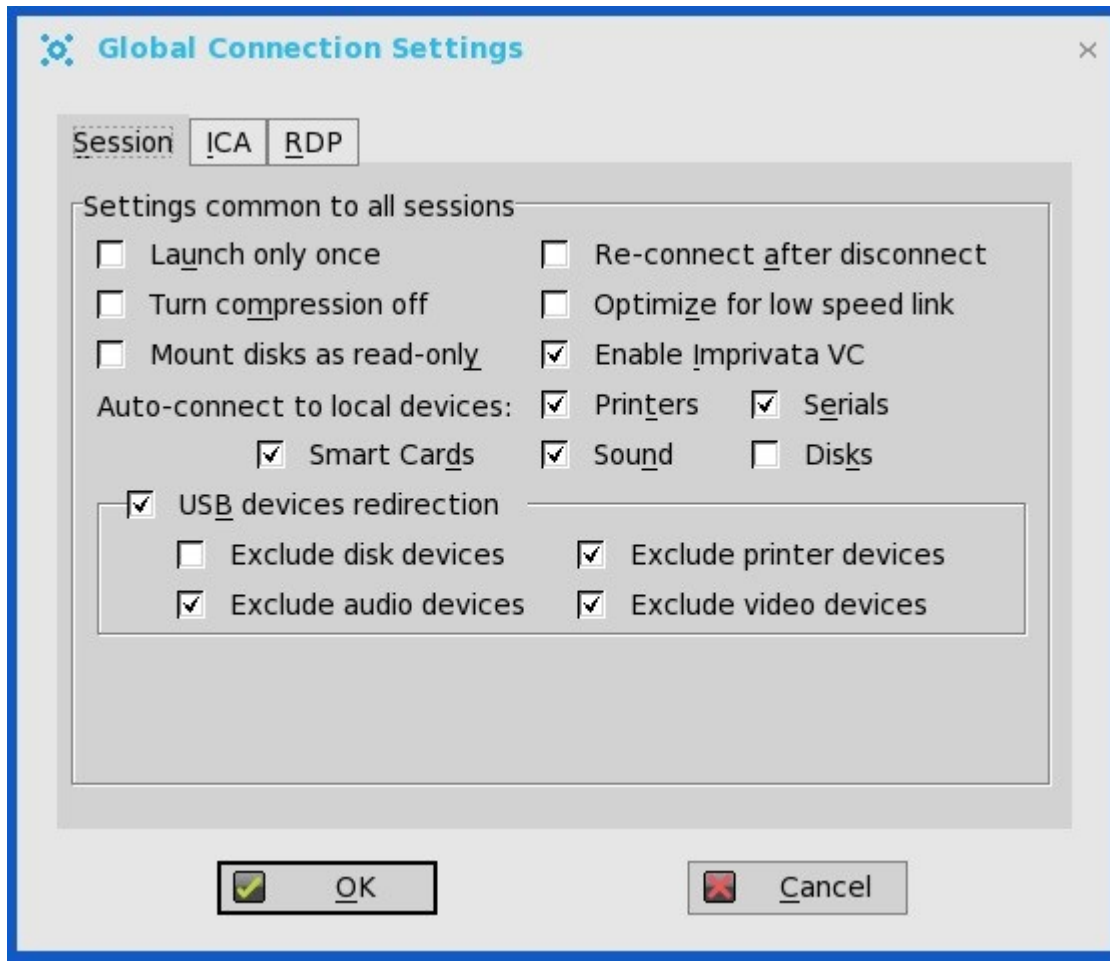 Global Connection Settings
Session ICA RDP
Settings common to all sessions
Launch only once Re-connect after disconnect
Turn compression off Optimize for low speed link
Mount disks as read-only Enable Imprivata VC
Auto-connect to local devices: Printers Serials
Smart Cards Sound Disks
USB devices redirection
Exclude disk devices Exclude printer devices
Exclude audio devices Exclude video devices
OK Cancel